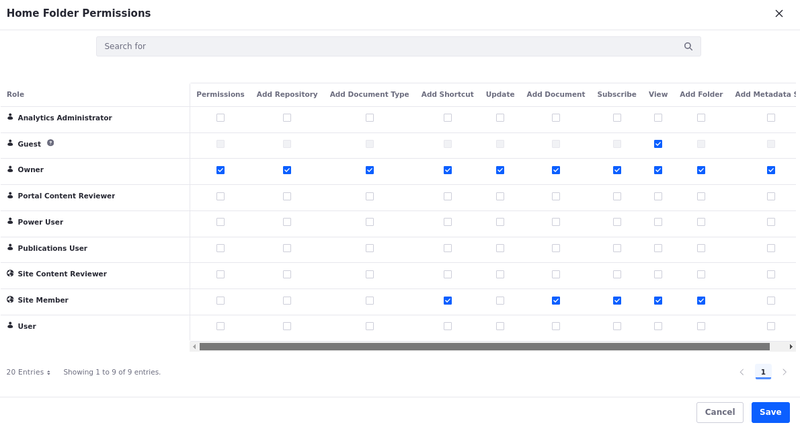 Home Folder Permissions
Search for
Role Permissions Add Repository Add Document Type Add Shortcut Update Add Document Subscribe View Add Folder Add Metadata S
Analytics Administrator
Guest ?
Owner
Portal Content Reviewer
Power User
Publications User
Site Content Reviewer
Site Member
User
20 Entries Showing 1 to 9 of 9 entries. 1
Cancel Save